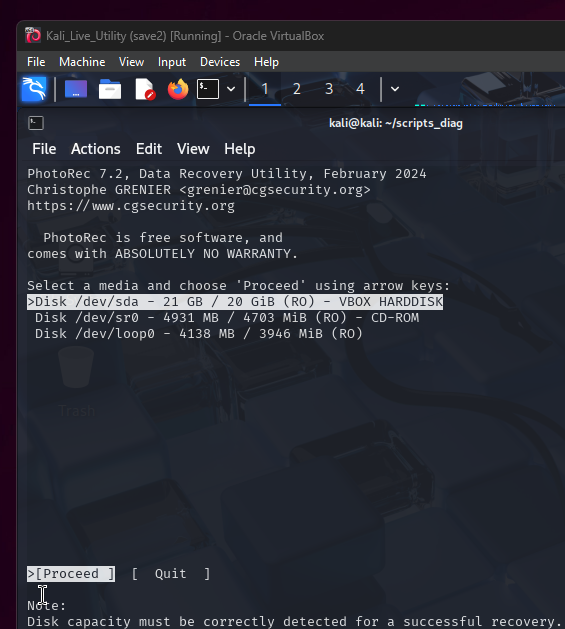 Kali_Live_Utility (save2) [Running] - Oracle VirtualBox
File Machine View Input Devices Help
1 2 3 4
kali@kali: ~/scripts_diag
File Actions Edit View Help
PhotoRec 7.2, Data Recovery Utility, February 2024
Christophe GRENIER <grenier@cgsecurity.org>
https://www.cgsecurity.org
PhotoRec is free software, and
comes with ABSOLUTELY NO WARRANTY.
Select a media and choose 'Proceed' using arrow keys:
>Disk /dev/sda - 21 GB / 20 GiB (RO) - VBOX HARDDISK
Disk /dev/sr0 - 4931 MB / 4703 MiB (RO) - CD-ROM
Disk /dev/loop0 - 4138 MB / 3946 MiB (RO)
Trash
>[Proceed ] [ Quit ]
Note:
Disk capacity must be correctly detected for a successful recovery.